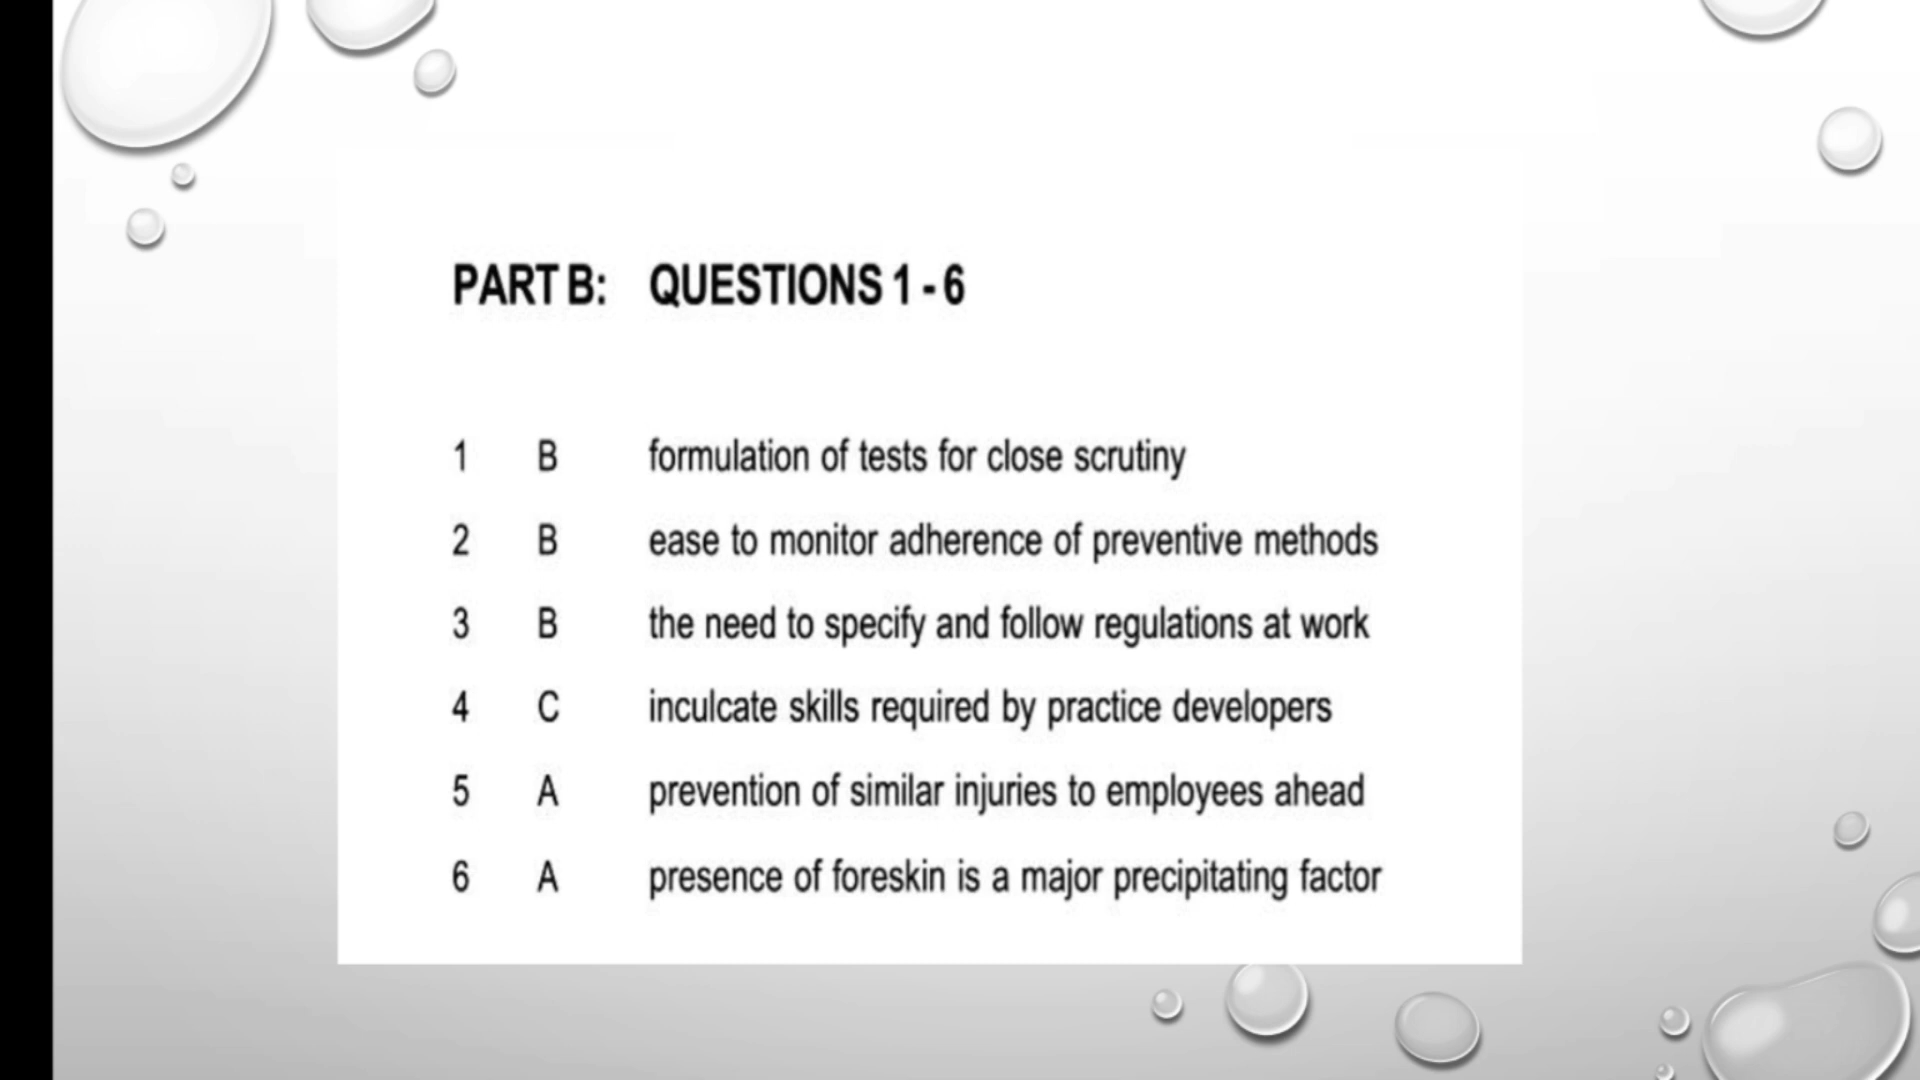 PART B: QUESTIONS 1 - 6
1 B formulation of tests for close scrutiny
2 B ease to monitor adherence of preventive methods
3 B the need to specify and follow regulations at work
4 C inculcate skills required by practice developers
5 A prevention of similar injuries to employees ahead
6 A presence of foreskin is a major precipitating factor